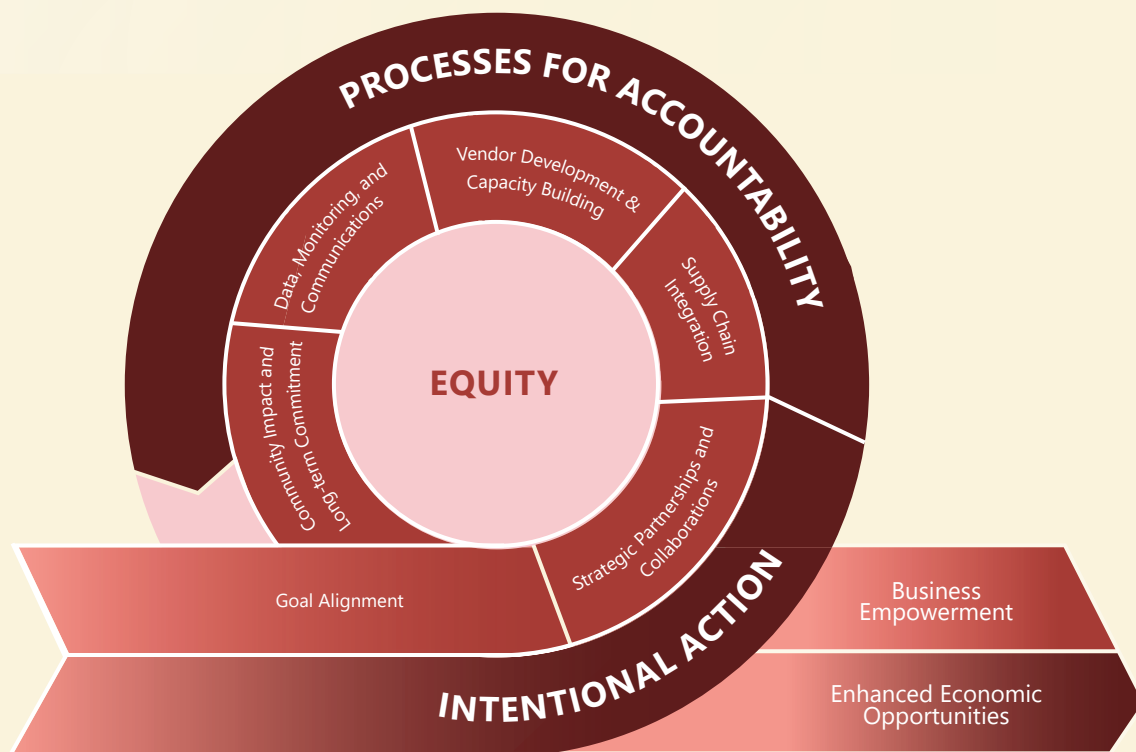 PROCESSES FOR ACCOUNTABILITY
Vendor Development &
Capacity Building
Data, Monitoring, and
Communications
Supply Chain
Integration
EQUITY
Community Impact and
Long-term Commitment
Strategic Partnerships and
Collaborations
Goal Alignment
INTENTIONAL ACTION
Business
Empowerment
Enhanced Economic
Opportunities